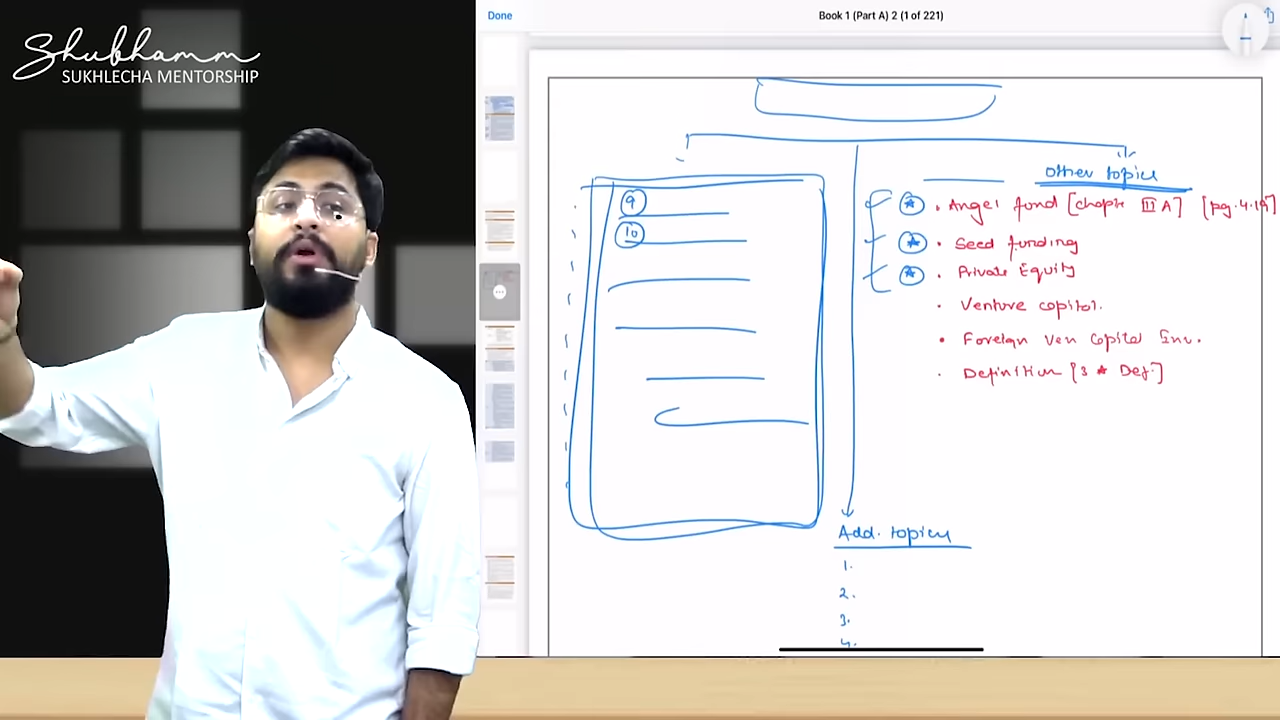 Shubhamm
SUKHLECHA MENTORSHIP
Done
Book 1 (Part A) 2 (1 of 221)
Other topics
9
10
• Angel fund [chapte III A] [pg. 4.19]
• Seed funding
• Private Equity
• Venture capital.
• Foreign Ven Capital Inv.
• Definition [3 * Def.]
Add. topics
1.
2.
3.
4.